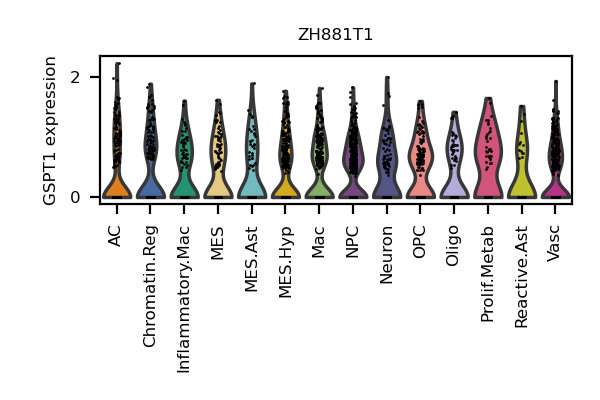 ZH881T1
GSPT1 expression
2
0
AC
Chromatin.Reg
Inflammatory.Mac
MES
MES.Ast
MES.Hyp
Mac
NPC
Neuron
OPC
Oligo
Prolif.Metab
Reactive.Ast
Vasc